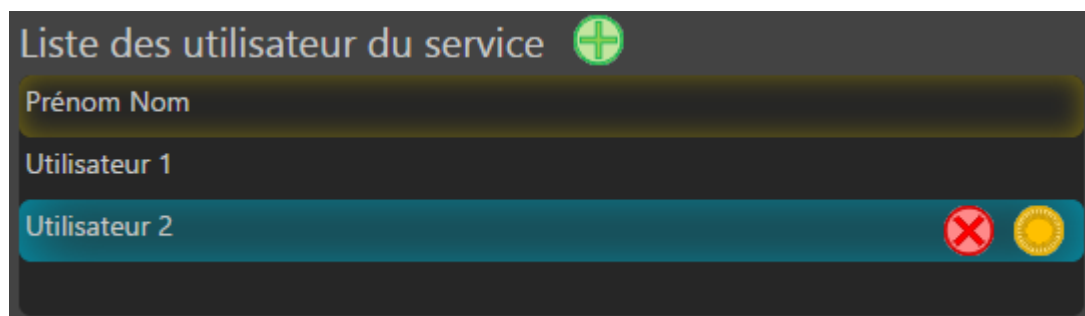 Liste des utilisateur du service
Prénom Nom
Utilisateur 1
Utilisateur 2